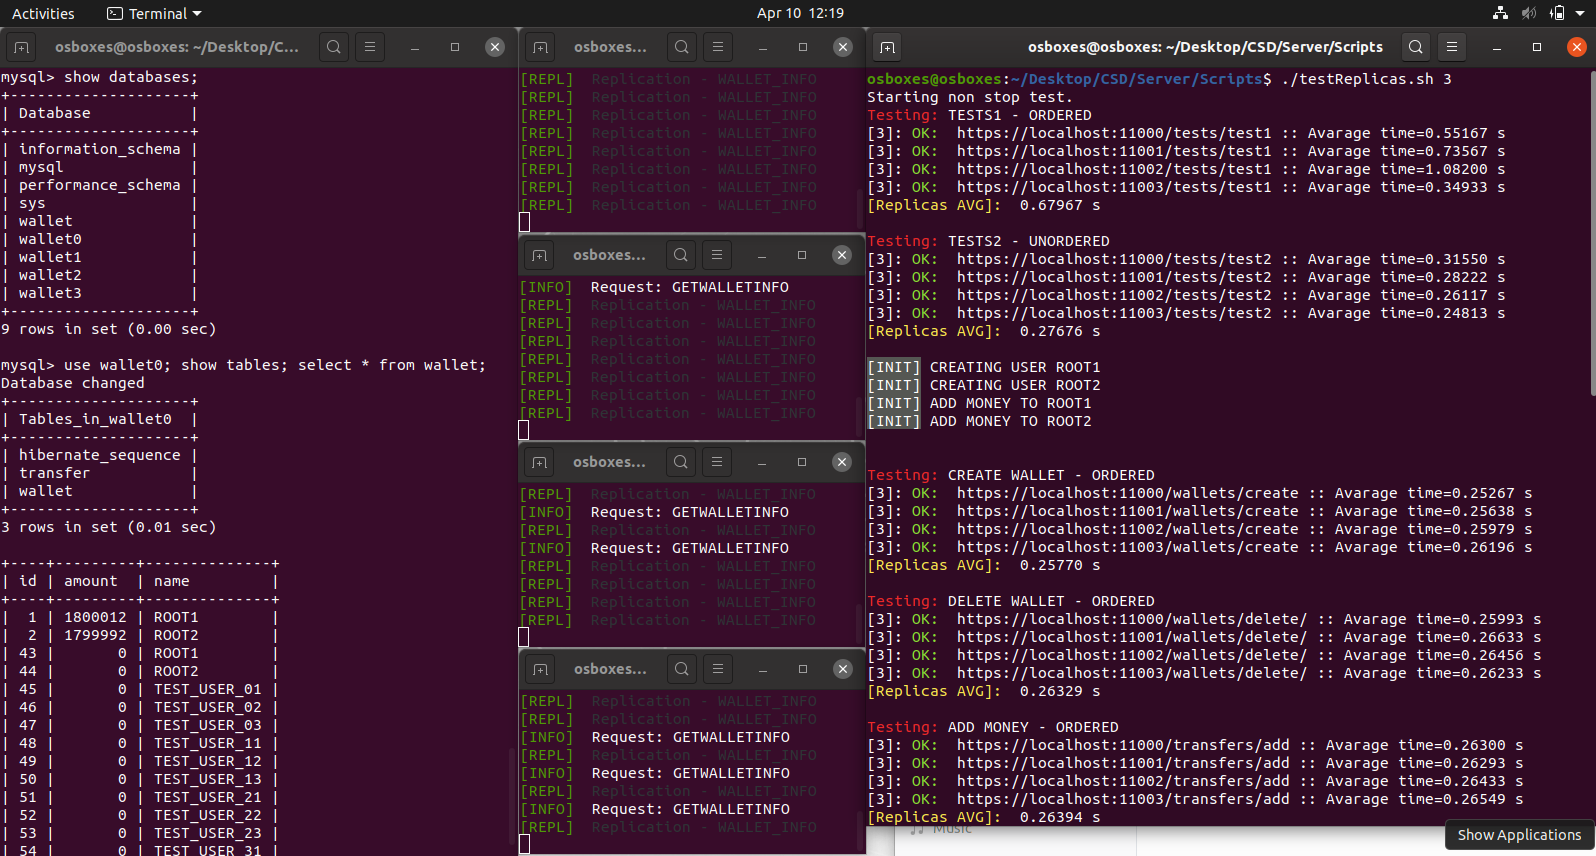 Activities
Terminal
Apr 10 12:19
osboxes@osboxes: ~/Desktop/C...
mysql> show databases;
+--------------------+
| Database           |
+--------------------+
| information_schema |
| mysql              |
| performance_schema |
| sys                |
| wallet             |
| wallet0            |
| wallet1            |
| wallet2            |
| wallet3            |
+--------------------+
9 rows in set (0.00 sec)
mysql> use wallet0; show tables; select * from wallet;
Database changed
+--------------------+
| Tables_in_wallet0  |
+--------------------+
| hibernate_sequence |
| transfer           |
| wallet             |
+--------------------+
3 rows in set (0.01 sec)
+----+---------+--------------+
| id | amount  | name         |
+----+---------+--------------+
|  1 | 1800012 | ROOT1        |
|  2 | 1799992 | ROOT2        |
| 43 |       0 | ROOT1        |
| 44 |       0 | ROOT2        |
| 45 |       0 | TEST_USER_01 |
| 46 |       0 | TEST_USER_02 |
| 47 |       0 | TEST_USER_03 |
| 48 |       0 | TEST_USER_11 |
| 49 |       0 | TEST_USER_12 |
| 50 |       0 | TEST_USER_13 |
| 51 |       0 | TEST_USER_21 |
| 52 |       0 | TEST_USER_22 |
| 53 |       0 | TEST_USER_23 |
| 54 |       0 | TEST_USER_31 |
osboxes...
[REPL]  Replication - WALLET_INFO
[REPL]  Replication - WALLET_INFO
[REPL]  Replication - WALLET_INFO
[REPL]  Replication - WALLET_INFO
[REPL]  Replication - WALLET_INFO
[REPL]  Replication - WALLET_INFO
[REPL]  Replication - WALLET_INFO
[REPL]  Replication - WALLET_INFO
osboxes...
[INFO]  Request: GETWALLETINFO
[REPL]  Replication - WALLET_INFO
[REPL]  Replication - WALLET_INFO
[REPL]  Replication - WALLET_INFO
[REPL]  Replication - WALLET_INFO
[REPL]  Replication - WALLET_INFO
[REPL]  Replication - WALLET_INFO
[REPL]  Replication - WALLET_INFO
osboxes...
[REPL]  Replication - WALLET_INFO
[INFO]  Request: GETWALLETINFO
[REPL]  Replication - WALLET_INFO
[INFO]  Request: GETWALLETINFO
[REPL]  Replication - WALLET_INFO
[REPL]  Replication - WALLET_INFO
[REPL]  Replication - WALLET_INFO
[REPL]  Replication - WALLET_INFO
osboxes...
[REPL]  Replication - WALLET_INFO
[REPL]  Replication - WALLET_INFO
[INFO]  Request: GETWALLETINFO
[REPL]  Replication - WALLET_INFO
[INFO]  Request: GETWALLETINFO
[REPL]  Replication - WALLET_INFO
[INFO]  Request: GETWALLETINFO
[REPL]  Replication - WALLET_INFO
osboxes@osboxes: ~/Desktop/CSD/Server/Scripts
osboxes@osboxes:~/Desktop/CSD/Server/Scripts$ ./testReplicas.sh 3
Starting non stop test.
Testing: TESTS1 - ORDERED
[3]: OK:  https://localhost:11000/tests/test1 :: Avarage time=0.55167 s
[3]: OK:  https://localhost:11001/tests/test1 :: Avarage time=0.73567 s
[3]: OK:  https://localhost:11002/tests/test1 :: Avarage time=1.08200 s
[3]: OK:  https://localhost:11003/tests/test1 :: Avarage time=0.34933 s
[Replicas AVG]:  0.67967 s
Testing: TESTS2 - UNORDERED
[3]: OK:  https://localhost:11000/tests/test2 :: Avarage time=0.31550 s
[3]: OK:  https://localhost:11001/tests/test2 :: Avarage time=0.28222 s
[3]: OK:  https://localhost:11002/tests/test2 :: Avarage time=0.26117 s
[3]: OK:  https://localhost:11003/tests/test2 :: Avarage time=0.24813 s
[Replicas AVG]:  0.27676 s
[INIT] CREATING USER ROOT1
[INIT] CREATING USER ROOT2
[INIT] ADD MONEY TO ROOT1
[INIT] ADD MONEY TO ROOT2
Testing: CREATE WALLET - ORDERED
[3]: OK:  https://localhost:11000/wallets/create :: Avarage time=0.25267 s
[3]: OK:  https://localhost:11001/wallets/create :: Avarage time=0.25638 s
[3]: OK:  https://localhost:11002/wallets/create :: Avarage time=0.25979 s
[3]: OK:  https://localhost:11003/wallets/create :: Avarage time=0.26196 s
[Replicas AVG]:  0.25770 s
Testing: DELETE WALLET - ORDERED
[3]: OK:  https://localhost:11000/wallets/delete/ :: Avarage time=0.25993 s
[3]: OK:  https://localhost:11001/wallets/delete/ :: Avarage time=0.26633 s
[3]: OK:  https://localhost:11002/wallets/delete/ :: Avarage time=0.26456 s
[3]: OK:  https://localhost:11003/wallets/delete/ :: Avarage time=0.26233 s
[Replicas AVG]:  0.26329 s
Testing: ADD MONEY - ORDERED
[3]: OK:  https://localhost:11000/transfers/add :: Avarage time=0.26300 s
[3]: OK:  https://localhost:11001/transfers/add :: Avarage time=0.26293 s
[3]: OK:  https://localhost:11002/transfers/add :: Avarage time=0.26433 s
[3]: OK:  https://localhost:11003/transfers/add :: Avarage time=0.26549 s
[Replicas AVG]:  0.26394 s
Music
Show Applications